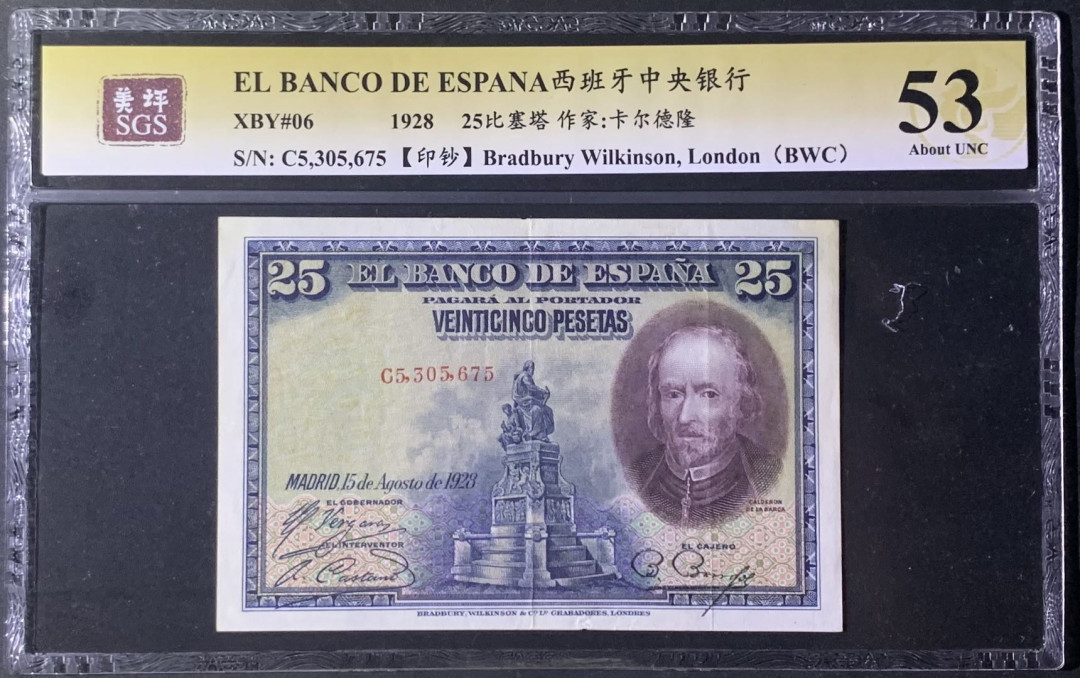 美评
SGS
EL BANCO DE ESPANA西班牙中央银行
XBY#06 1928 25比塞塔 作家:卡尔德隆
S/N: C5,305,675 【印钞】Bradbury Wilkinson, London（BWC）
53
About UNC
25 EL BANCO DE ESPAÑA 25
PAGARÁ AL PORTADOR
VEINTICINCO PESETAS
C5,305,675
MADRID, 15 de Agosto de 1928
CALDERON
DE LA BARCA
EL GOBERNADOR
EL INTERVENTOR
EL CAJERO
BRADBURY, WILKINSON & Cº Lᴰ GRABADORES, LONDRES